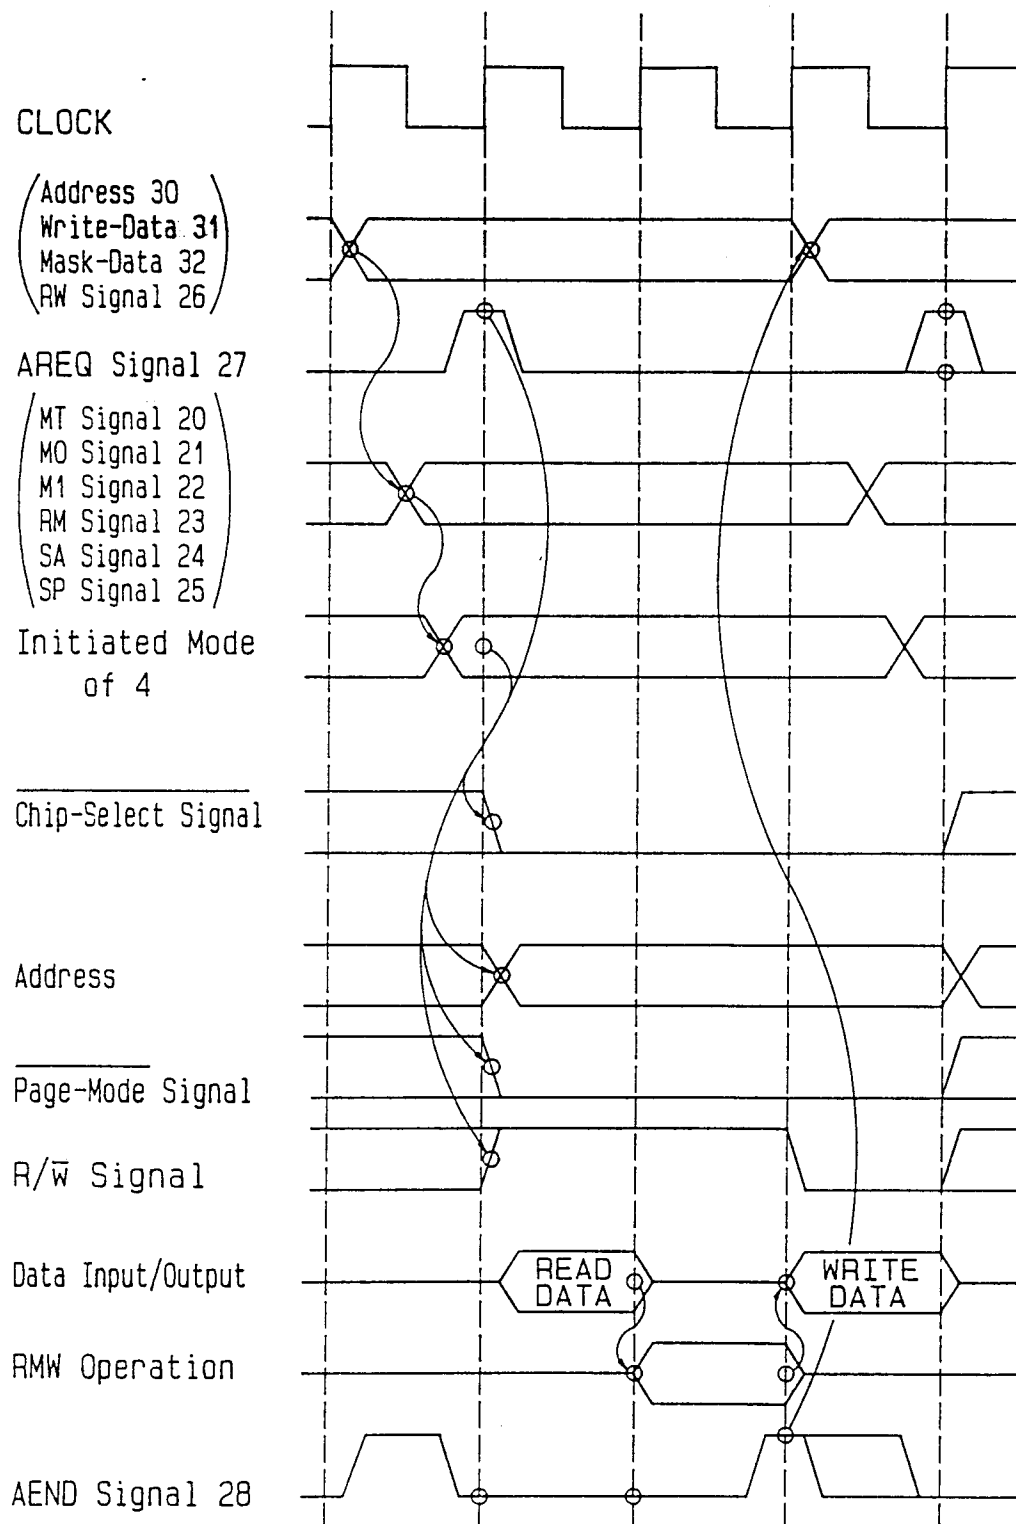 CLOCK
Address 30
Write-Data 31
Mask-Data 32
RW Signal 26
AREQ Signal 27
MT Signal 20
M0 Signal 21
M1 Signal 22
RM Signal 23
SA Signal 24
SP Signal 25
Initiated Mode
of 4
Chip-Select Signal
Address
Page-Mode Signal
R/W̅ Signal
Data Input/Output
READ
DATA
WRITE
DATA
RMW Operation
AEND Signal 28